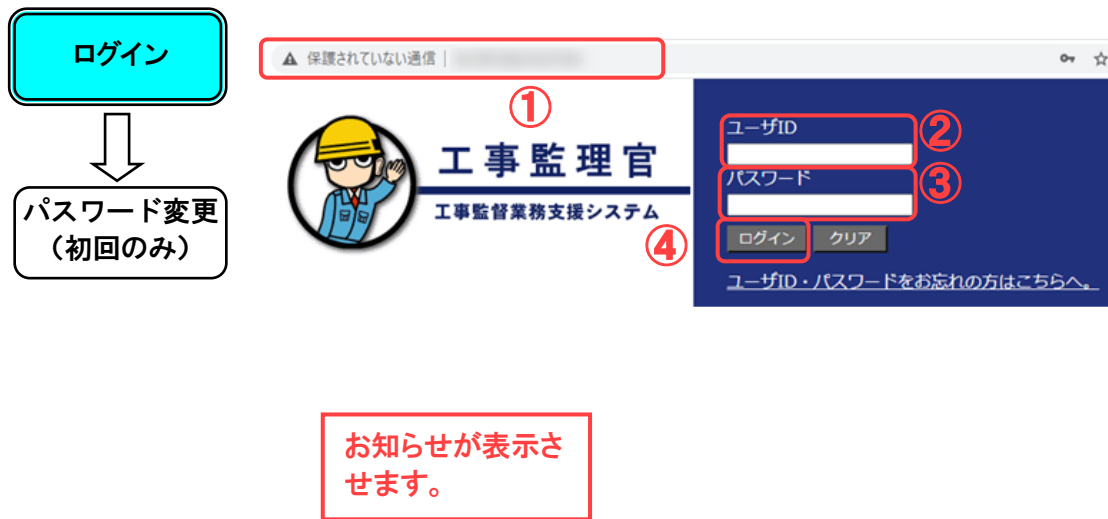 ログイン
パスワード変更
(初回のみ)
保護されていない通信
①
工事監理官
工事監督業務支援システム
ユーザID
②
パスワード
③
④
ログイン クリア
ユーザID・パスワードをお忘れの方はこちらへ。
お知らせが表示さ
せます。